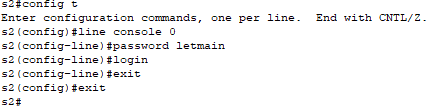 s2#config t
Enter configuration commands, one per line.  End with CNTL/Z.
s2(config)#line console 0
s2(config-line)#password letmain
s2(config-line)#login
s2(config-line)#exit
s2(config)#exit
s2#